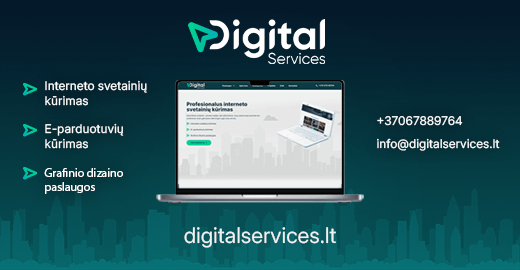 Digital
Services
Interneto svetainių
kūrimas
E-parduotuvių
kūrimas
Grafinio dizaino
paslaugos
Digital
Profesionalus interneto
svetainių kūrimas
+37067889764
info@digitalservices.lt
digitalservices.lt